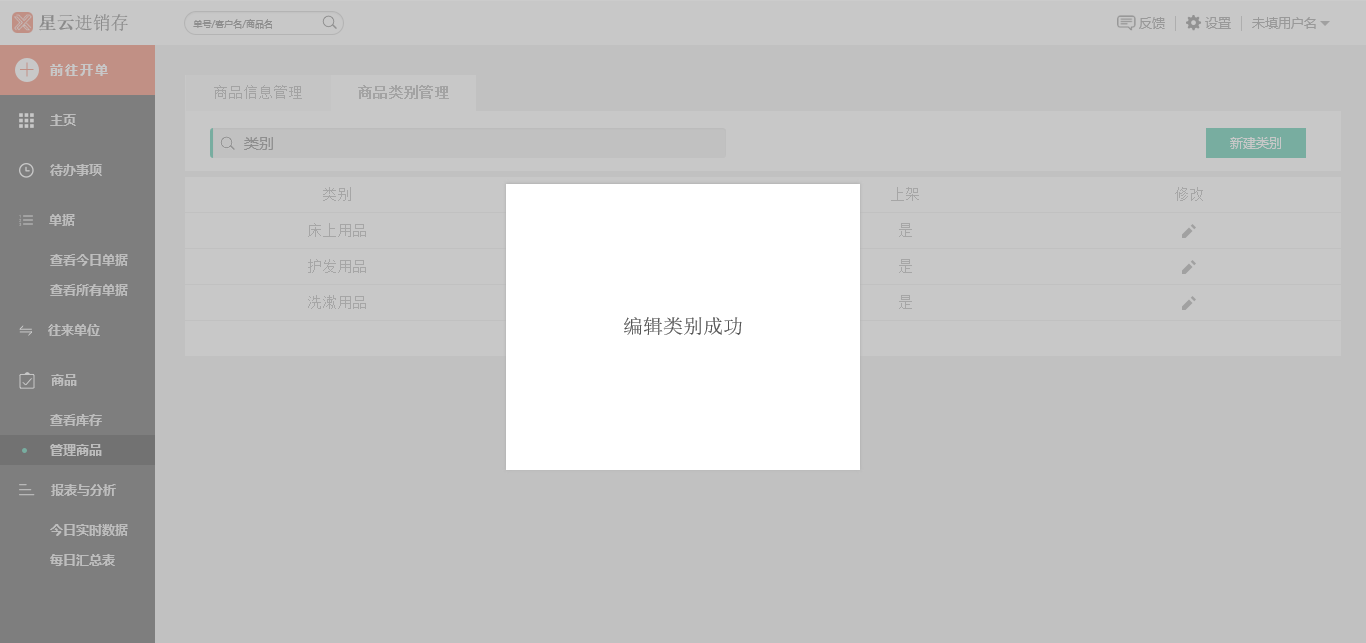 星云进销存
单号/客户名/商品名
反馈
设置
未填用户名
前往开单
主页
待办事项
单据
查看今日单据
查看所有单据
往来单位
商品
查看库存
管理商品
报表与分析
今日实时数据
每日汇总表
商品信息管理
商品类别管理
类别
新建类别
类别
上架
修改
床上用品
是
护发用品
是
洗漱用品
是
编辑类别成功